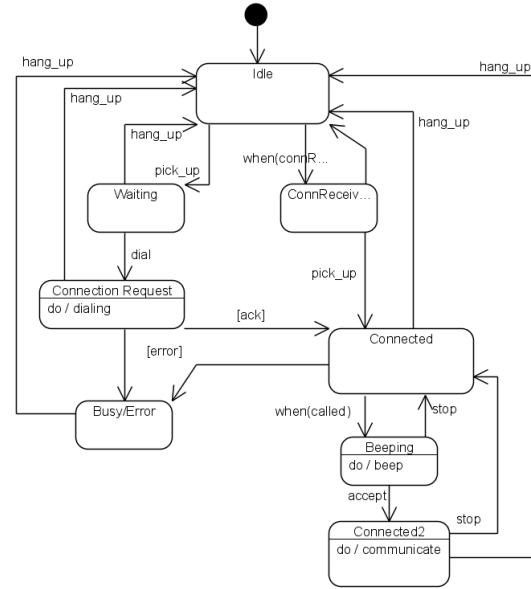 hang_up
Idle
hang_up
hang_up
hang_up
hang_up
pick_up
when(connR...
Waiting
ConnReceiv...
dial
pick_up
Connection Request
do / dialing
[ack]
Connected
[error]
Busy/Error
when(called)
stop
Beeping
do / beep
accept
Connected2
stop
do / communicate